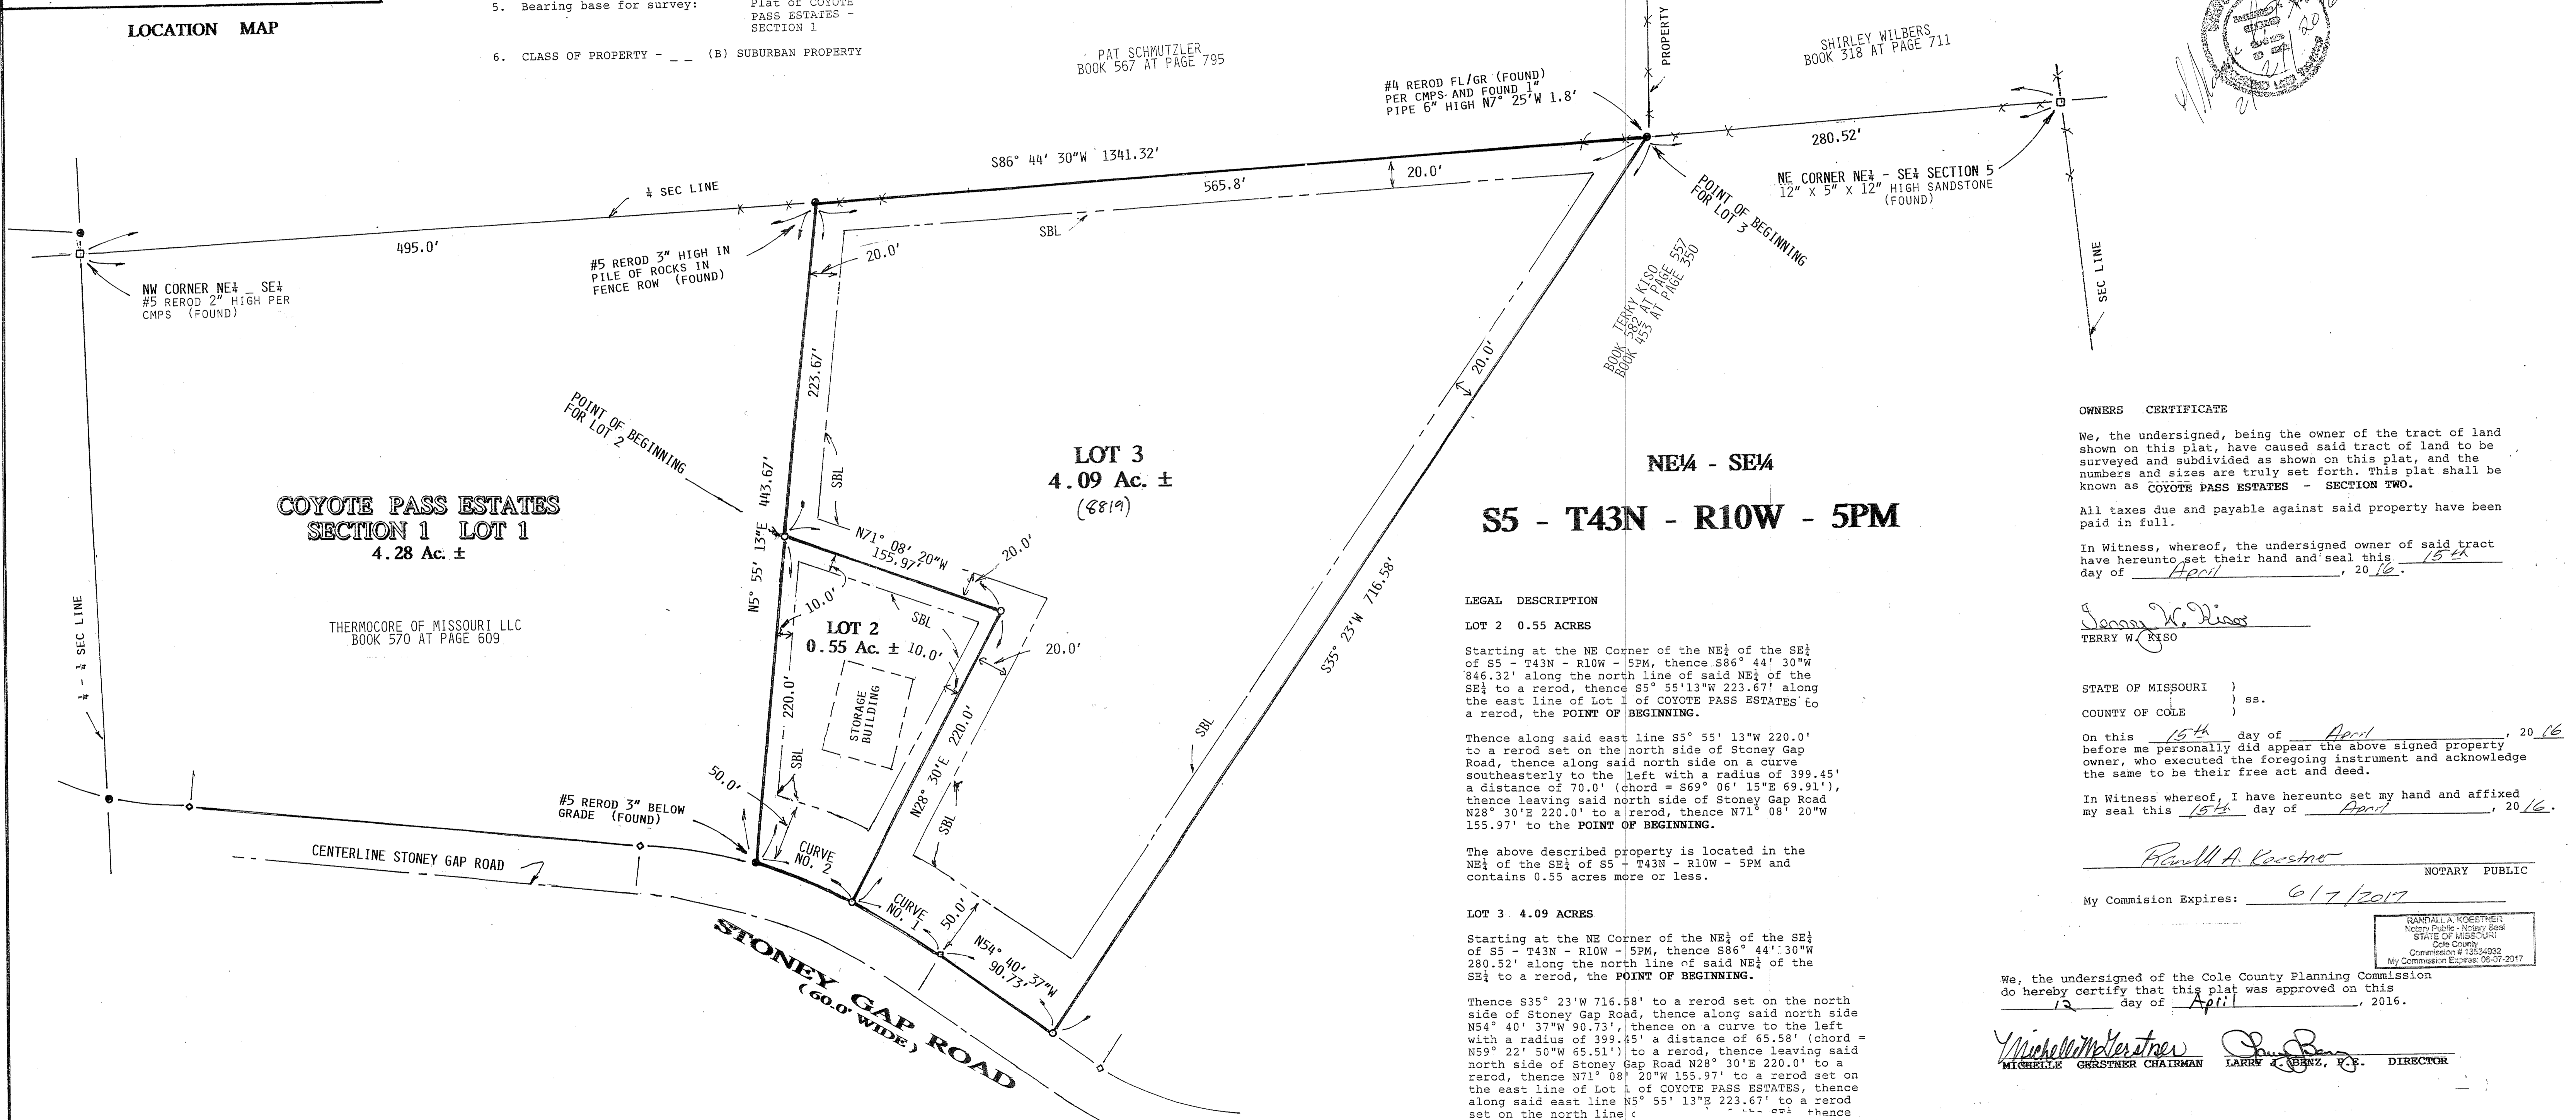 LOCATION MAP
5. Bearing base for survey:
Plat of COYOTE
PASS ESTATES -
SECTION 1
6. CLASS OF PROPERTY - _ _ (B) SUBURBAN PROPERTY
PAT SCHMUTZLER
BOOK 567 AT PAGE 795
PROPERTY
SHIRLEY WILBERS
BOOK 318 AT PAGE 711
#4 REROD FL/GR (FOUND)
PER CMPS AND FOUND 1"
PIPE 6" HIGH N7° 25'W 1.8'
280.52'
NE CORNER NE¼ - SE¼ SECTION 5
12" X 5" X 12" HIGH SANDSTONE
(FOUND)
POINT OF BEGINNING
FOR LOT 3
SEC LINE
S86° 44' 30"W 1341.32'
565.8'
20.0'
¼ SEC LINE
495.0'
SBL
20.0'
#5 REROD 3" HIGH IN
PILE OF ROCKS IN
FENCE ROW (FOUND)
NW CORNER NE¼ _ SE¼
#5 REROD 2" HIGH PER
CMPS (FOUND)
TERRY KISO
BOOK 582 AT PAGE 557
BOOK 453 AT PAGE 350
223.67'
20.0'
POINT OF BEGINNING
FOR LOT 2
SBL
LOT 3
4.09 Ac. ±
(8819)
N5° 55' 13"E 443.67'
COYOTE PASS ESTATES
SECTION 1 LOT 1
4.28 Ac. ±
THERMOCORE OF MISSOURI LLC
BOOK 570 AT PAGE 609
¼ - ¼ SEC LINE
N71° 08' 20"W
155.97'
20.0'
10.0'
SBL
LOT 2
0.55 Ac. ±
10.0'
20.0'
STORAGE
BUILDING
220.0'
SBL
N28° 30'E 220.0'
SBL
S35° 23'W 716.58'
SBL
50.0'
#5 REROD 3" BELOW
GRADE (FOUND)
CURVE
NO. 2
CURVE
NO. 1
50.0'
N54° 40' 37"W
90.73'
CENTERLINE STONEY GAP ROAD
STONEY GAP ROAD
(60.0' WIDE)
NE¼ - SE¼
S5 - T43N - R10W - 5PM
LEGAL DESCRIPTION
LOT 2 0.55 ACRES
Starting at the NE Corner of the NE¼ of the SE¼
of S5 - T43N - R10W - 5PM, thence S86° 44' 30"W
846.32' along the north line of said NE¼ of the
SE¼ to a rerod, thence S5° 55'13"W 223.67' along
the east line of Lot 1 of COYOTE PASS ESTATES to
a rerod, the POINT OF BEGINNING.
Thence along said east line S5° 55' 13"W 220.0'
to a rerod set on the north side of Stoney Gap
Road, thence along said north side on a curve
southeasterly to the left with a radius of 399.45'
a distance of 70.0' (chord = S69° 06' 15"E 69.91'),
thence leaving said north side of Stoney Gap Road
N28° 30'E 220.0' to a rerod, thence N71° 08' 20"W
155.97' to the POINT OF BEGINNING.
The above described property is located in the
NE¼ of the SE¼ of S5 - T43N - R10W - 5PM and
contains 0.55 acres more or less.
LOT 3 4.09 ACRES
Starting at the NE Corner of the NE¼ of the SE¼
of S5 - T43N - R10W - 5PM, thence S86° 44' 30"W
280.52' along the north line of said NE¼ of the
SE¼ to a rerod, the POINT OF BEGINNING.
Thence S35° 23'W 716.58' to a rerod set on the north
side of Stoney Gap Road, thence along said north side
N54° 40' 37"W 90.73', thence on a curve to the left
with a radius of 399.45' a distance of 65.58' (chord =
N59° 22' 50"W 65.51') to a rerod, thence leaving said
north side of Stoney Gap Road N28° 30'E 220.0' to a
rerod, thence N71° 08' 20"W 155.97' to a rerod set on
the east line of Lot 1 of COYOTE PASS ESTATES, thence
along said east line N5° 55' 13"E 223.67' to a rerod
set on the north line thence
OWNERS CERTIFICATE
We, the undersigned, being the owner of the tract of land
shown on this plat, have caused said tract of land to be
surveyed and subdivided as shown on this plat, and the
numbers and sizes are truly set forth. This plat shall be
known as COYOTE PASS ESTATES - SECTION TWO.
All taxes due and payable against said property have been
paid in full.
In Witness, whereof, the undersigned owner of said tract
have hereunto set their hand and seal this 15th
day of April, 2016.
Terry W. Kiso
TERRY W. KISO
STATE OF MISSOURI )
) ss.
COUNTY OF COLE )
On this 15th day of April, 2016
before me personally did appear the above signed property
owner, who executed the foregoing instrument and acknowledge
the same to be their free act and deed.
In Witness whereof, I have hereunto set my hand and affixed
my seal this 15th day of April, 2016.
Randall A. Koestner
NOTARY PUBLIC
My Commision Expires: 6/7/2017
RANDALL A. KOESTNER
Notary Public - Notary Seal
STATE OF MISSOURI
Cole County
Commission # 13534932
My Commission Expires: 06-07-2017
We, the undersigned of the Cole County Planning Commission
do hereby certify that this plat was approved on this
12 day of April, 2016.
Michelle M Gerstner
MICHELLE GERSTNER CHAIRMAN LARRY J. BENZ, P.E. DIRECTOR